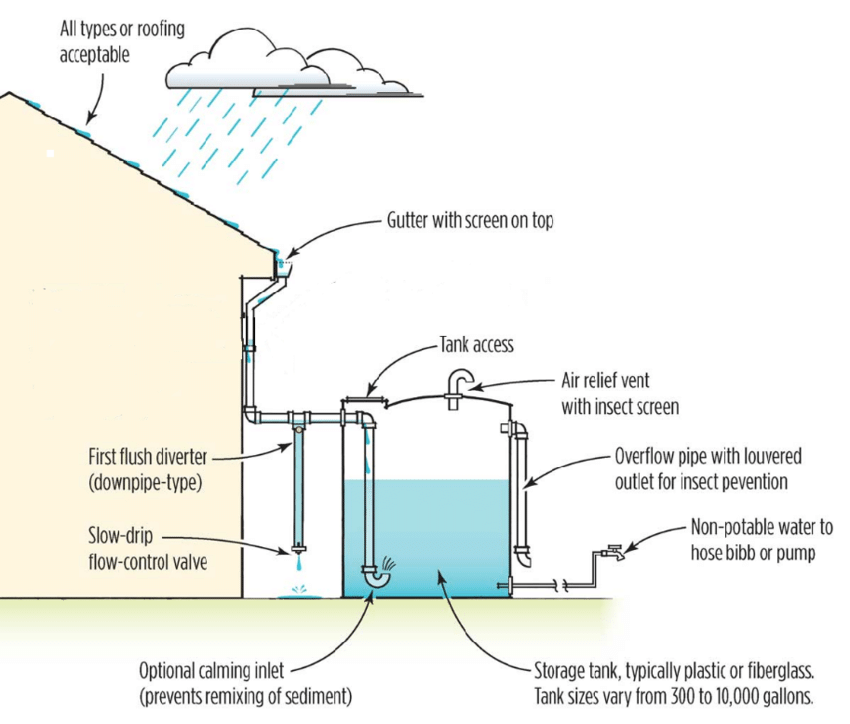 All types or roofing
acceptable
Gutter with screen on top
Tank access
Air relief vent
with insect screen
First flush diverter
(downpipe-type)
Overflow pipe with louvered
outlet for insect pevention
Slow-drip
flow-control valve
Non-potable water to
hose bibb or pump
Optional calming inlet
(prevents remixing of sediment)
Storage tank, typically plastic or fiberglass.
Tank sizes vary from 300 to 10,000 gallons.